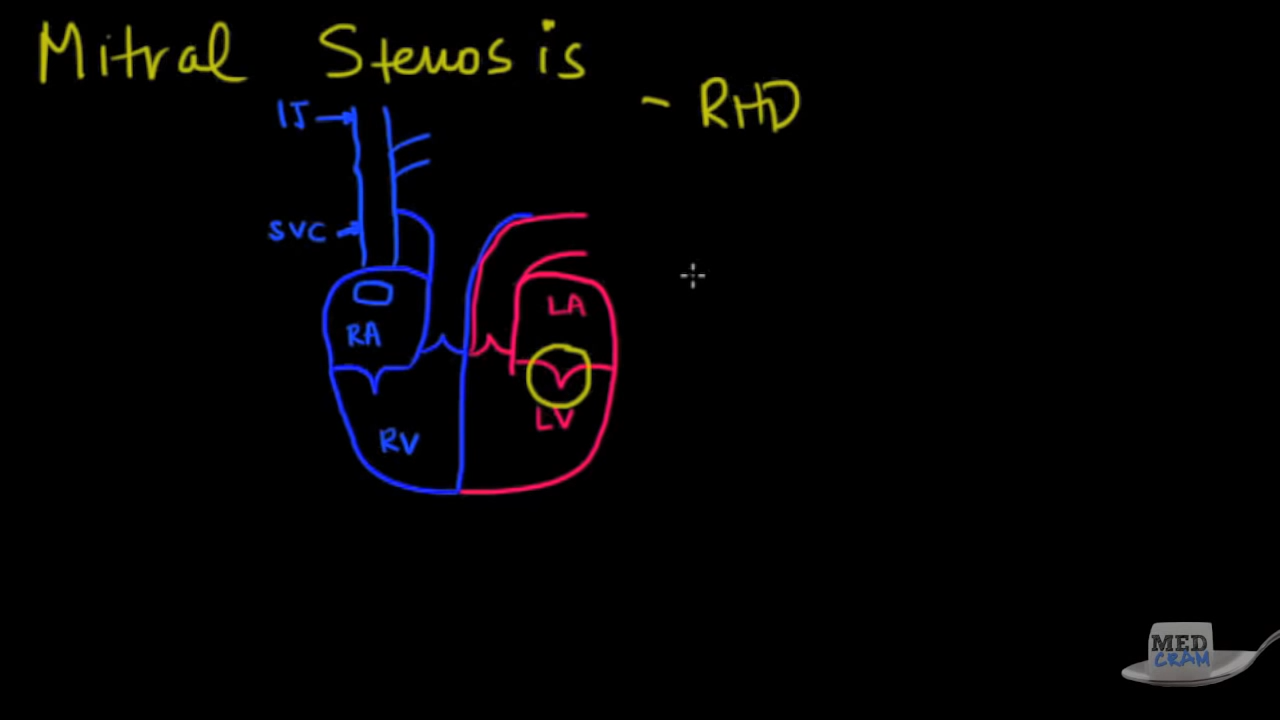 Mitral Stenosis
- RHD
IJ
SVC
LA
RA
LV
RV
MED
CRAM